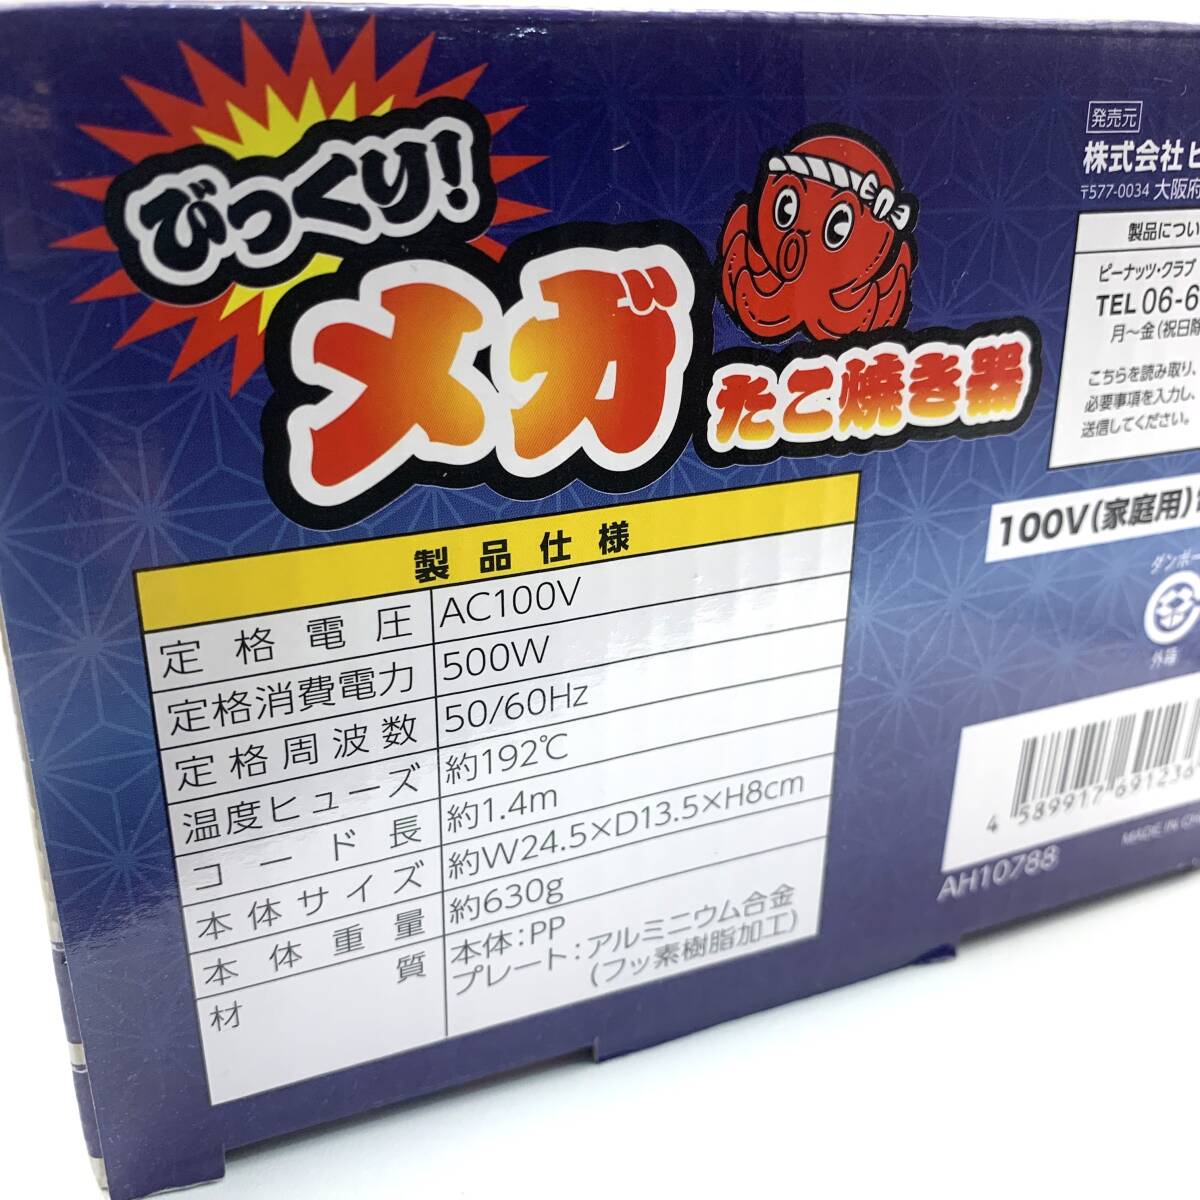 びっくり!
メガ
たこ焼き器
製品仕様
定格電圧 AC100V
定格消費電力 500W
定格周波数 50/60Hz
温度ヒューズ 約192℃
コード長 約1.4m
本体サイズ 約W24.5×D13.5×H8cm
本体重量 約630g
材質 本体:PP
プレート:アルミニウム合金
(フッ素樹脂加工)
発売元
株式会社ピ
〒577-0034 大阪府
製品につい
ピーナッツ・クラブ
TEL 06-6
月〜金(祝日除
こちらを読み取り、
必要事項を入力し、
送信してください。
100V(家庭用)
ダンボー
外箱
4 589917 691236
MADE IN C
AH10788